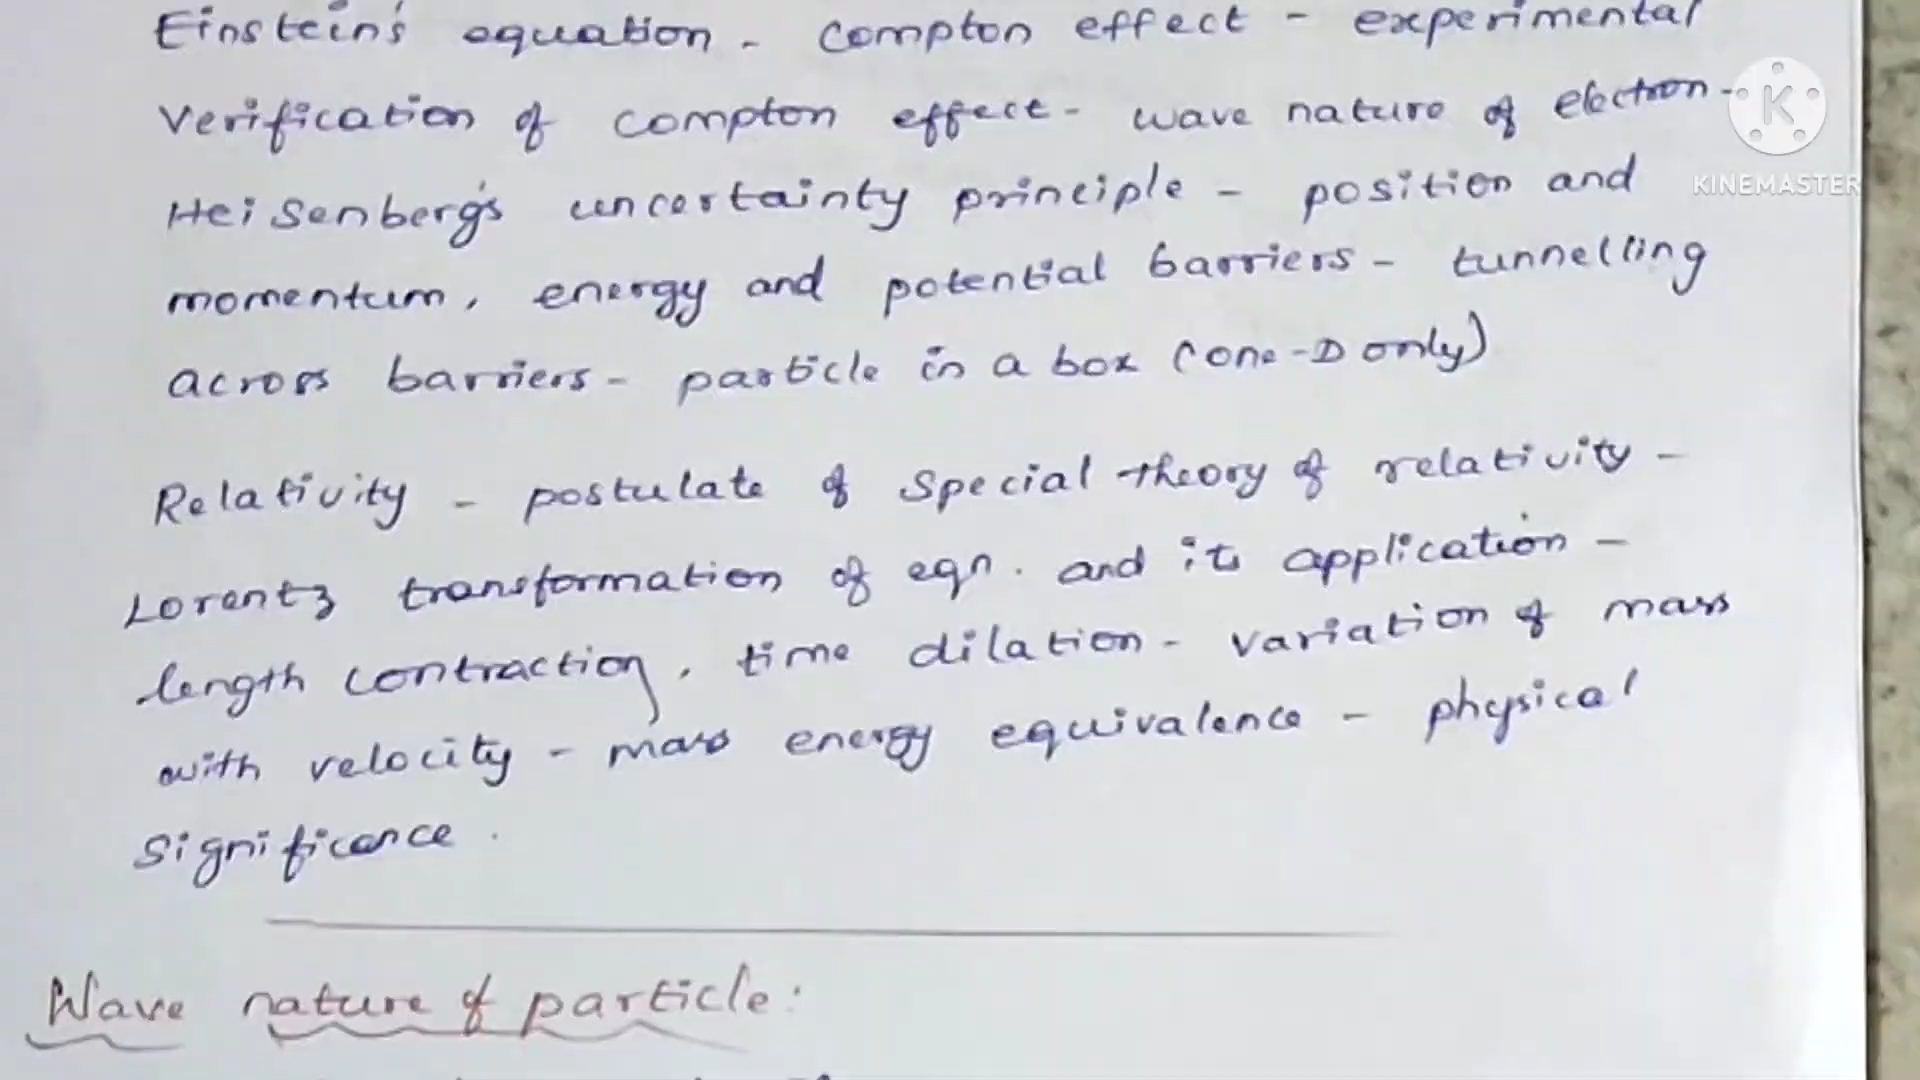 Einstein's equation - compton effect - experimental
verification of compton effect - wave nature of electron -
Heisenberg's uncertainty principle - position and
momentum, energy and potential barriers - tunnelling
across barriers - particle in a box (one-D only)
Relativity - postulate of special theory of relativity -
Lorentz transformation of eqn. and its application -
length contraction, time dilation - variation of mass
with velocity - mass energy equivalence - physical
significance.
Wave nature of particle:
K
KINEMASTER